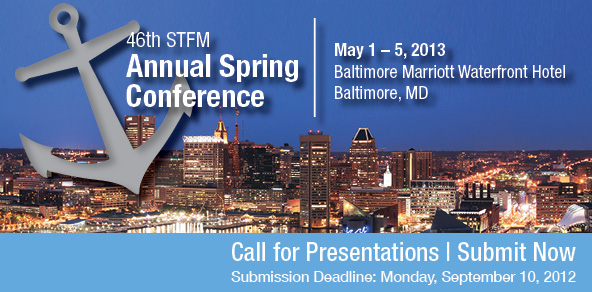 46th STFM
Annual Spring
Conference
May 1 – 5, 2013
Baltimore Marriott Waterfront Hotel
Baltimore, MD
Call for Presentations | Submit Now
Submission Deadline: Monday, September 10, 2012